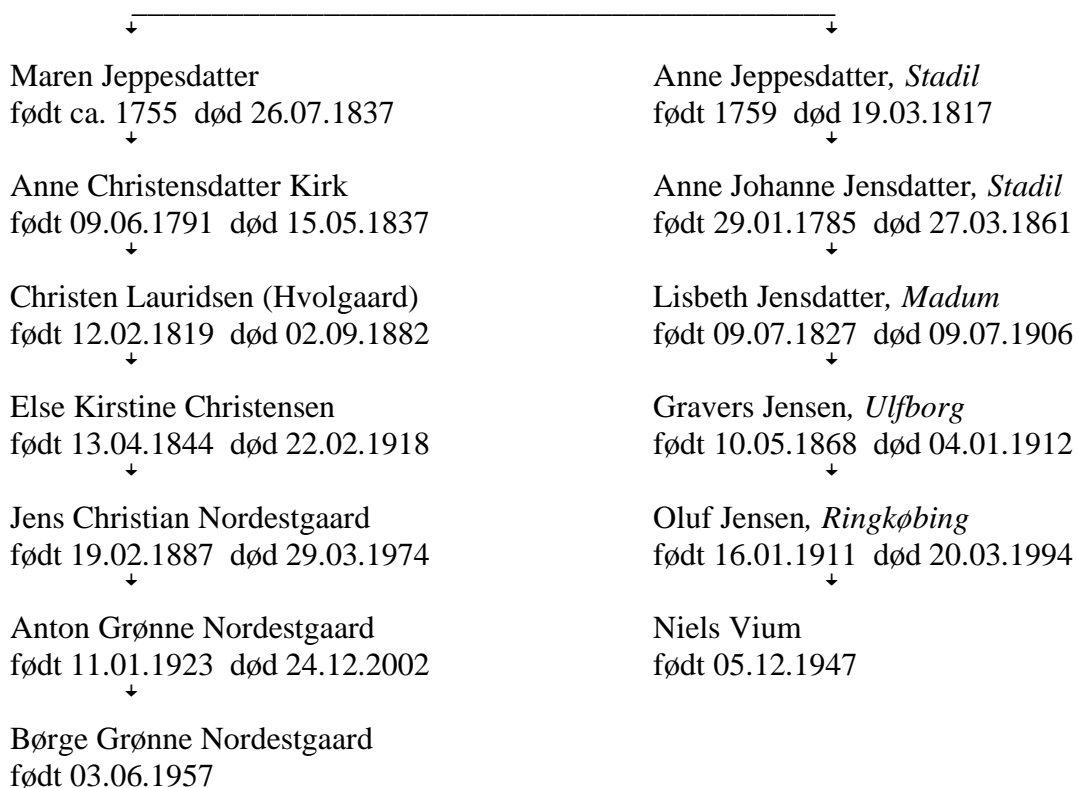 Maren Jeppesdatter
født ca. 1755 død 26.07.1837
Anne Christensdatter Kirk
født 09.06.1791 død 15.05.1837
Christen Lauridsen (Hvolgaard)
født 12.02.1819 død 02.09.1882
Else Kirstine Christensen
født 13.04.1844 død 22.02.1918
Jens Christian Nordestgaard
født 19.02.1887 død 29.03.1974
Anton Grønne Nordestgaard
født 11.01.1923 død 24.12.2002
Børge Grønne Nordestgaard
født 03.06.1957
Anne Jeppesdatter, Stadil
født 1759 død 19.03.1817
Anne Johanne Jensdatter, Stadil
født 29.01.1785 død 27.03.1861
Lisbeth Jensdatter, Madum
født 09.07.1827 død 09.07.1906
Gravers Jensen, Ulfborg
født 10.05.1868 død 04.01.1912
Oluf Jensen, Ringkøbing
født 16.01.1911 død 20.03.1994
Niels Vium
født 05.12.1947